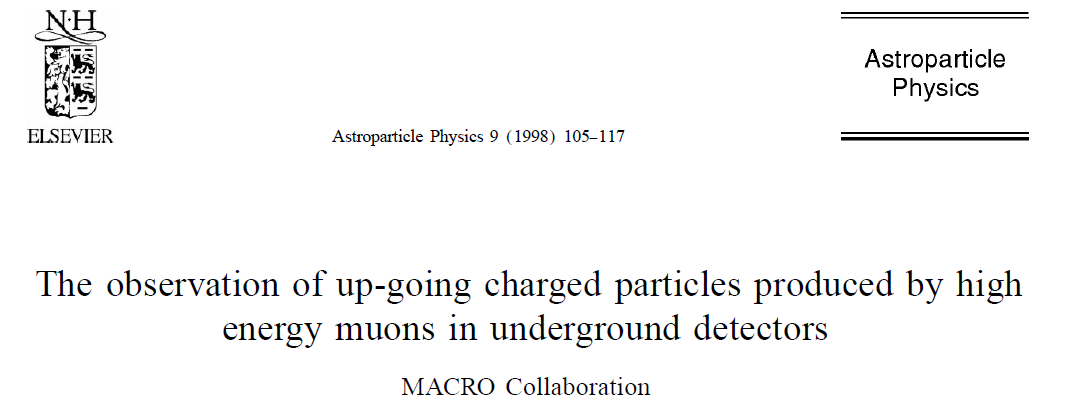 N·H
ELSEVIER
Astroparticle
Physics
Astroparticle Physics 9 (1998) 105–117
The observation of up-going charged particles produced by high
energy muons in underground detectors
MACRO Collaboration